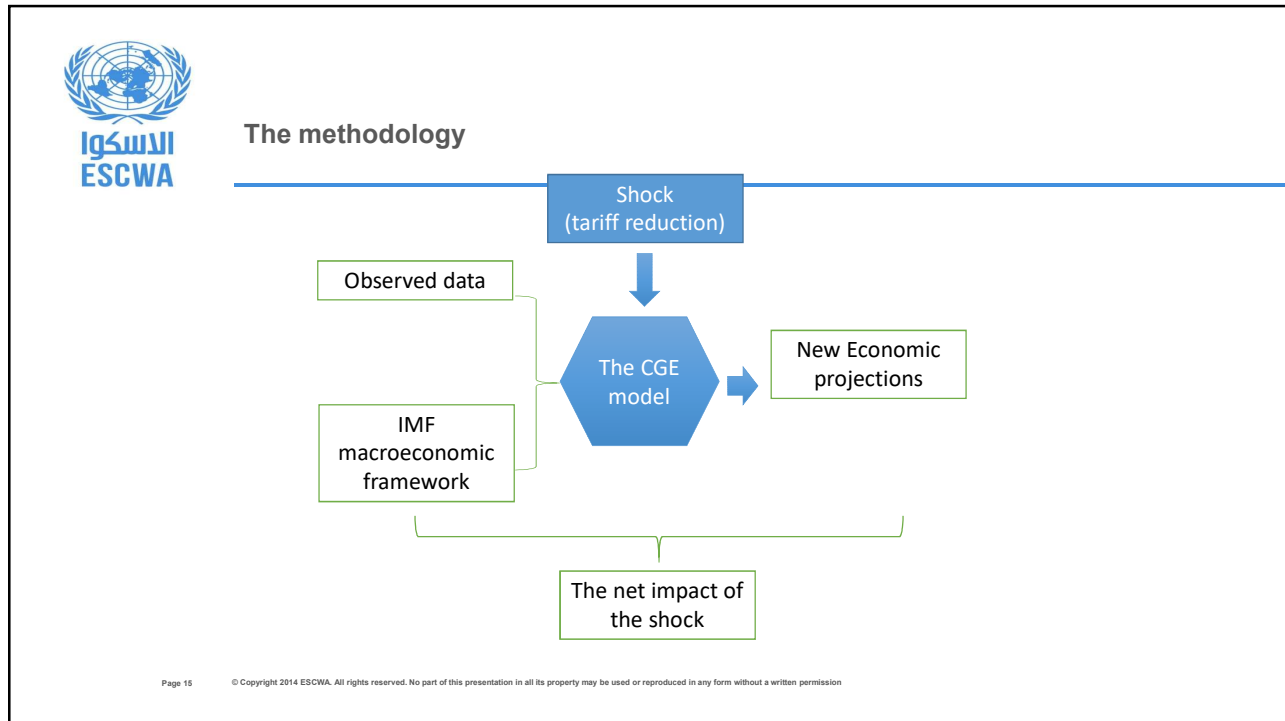 الاسكوا
ESCWA
The methodology
Shock
(tariff reduction)
Observed data
The CGE
model
New Economic
projections
IMF
macroeconomic
framework
The net impact of
the shock
Page 15
© Copyright 2014 ESCWA. All rights reserved. No part of this presentation in all its property may be used or reproduced in any form without a written permission